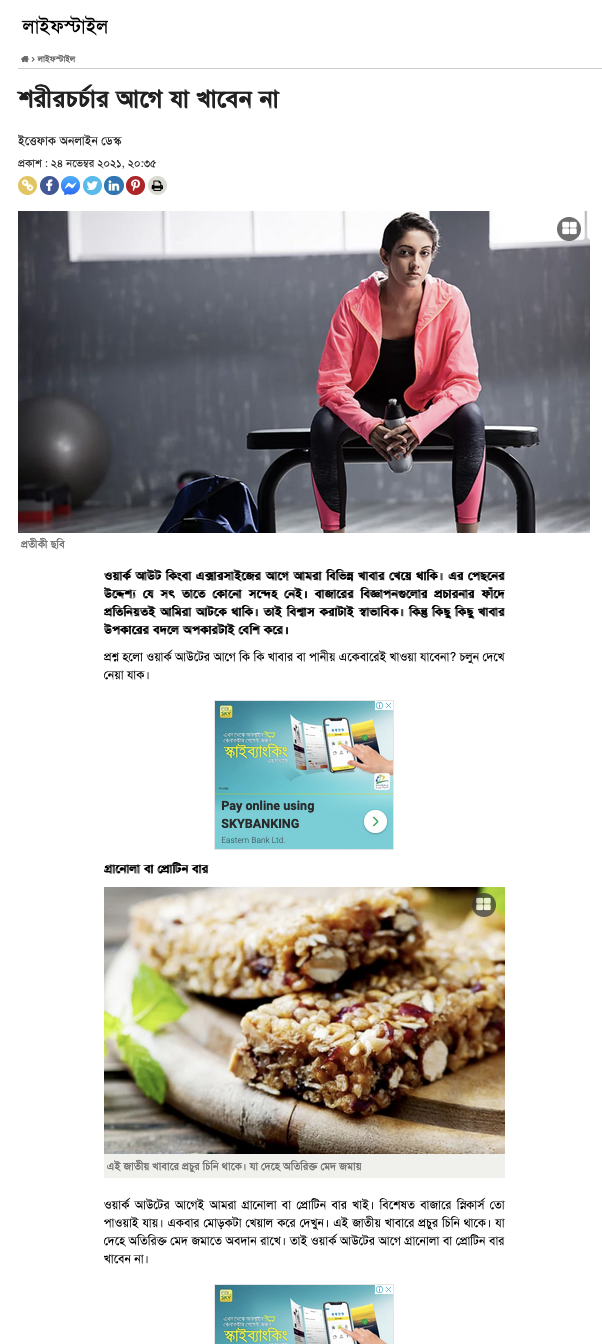 লাইফস্টাইল
লাইফস্টাইল
শরীরচর্চার আগে যা খাবেন না
ইত্তেফাক অনলাইন ডেস্ক
প্রকাশ : ২৪ নভেম্বর ২০২১, ২০:৩৫
প্রতীকী ছবি
ওয়ার্ক আউট কিংবা এক্সারসাইজের আগে আমরা বিভিন্ন খাবার খেয়ে থাকি। এর পেছনের
উদ্দেশ্য যে সৎ তাতে কোনো সন্দেহ নেই। বাজারের বিজ্ঞাপনগুলোর প্রচারনার ফাঁদে
প্রতিনিয়তই আমিরা আটকে থাকি। তাই বিশ্বাস করাটাই স্বাভাবিক। কিন্তু কিছু কিছু খাবার
উপকারের বদলে অপকারটাই বেশি করে।
প্রশ্ন হলো ওয়ার্ক আউটের আগে কি কি খাবার বা পানীয় একেবারেই খাওয়া যাবেনা? চলুন দেখে
নেয়া যাক।
SKY
স্কাইব্যাংকিং
Pay online using
SKYBANKING
Eastern Bank Ltd.
গ্রানোলা বা প্রোটিন বার
এই জাতীয় খাবারে প্রচুর চিনি থাকে। যা দেহে অতিরিক্ত মেদ জমায়
ওয়ার্ক আউটের আগেই আমরা গ্রানোলা বা প্রোটিন বার খাই। বিশেষত বাজারে স্নিকার্স তো
পাওয়াই যায়। একবার মোড়কটা খেয়াল করে দেখুন। এই জাতীয় খাবারে প্রচুর চিনি থাকে। যা
দেহে অতিরিক্ত মেদ জমাতে অবদান রাখে। তাই ওয়ার্ক আউটের আগে গ্রানোলা বা প্রোটিন বার
খাবেন না।
SKY
স্কাইব্যাংকিং